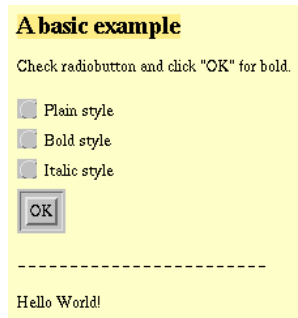 A basic example
Check radiobutton and click "OK" for bold.
Plain style
Bold style
Italic style
OK
-------------------------
Hello World!